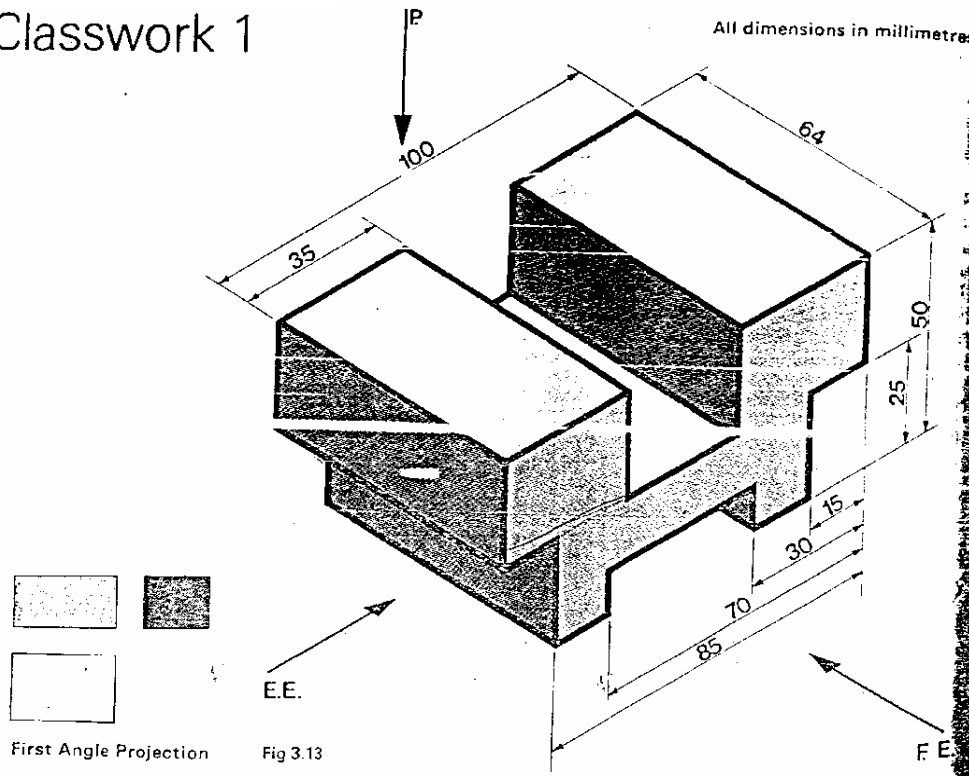 Classwork 1
P.
All dimensions in millimetres
100
64
35
50
25
15
30
70
85
E.E.
F. E.
First Angle Projection
Fig 3.13